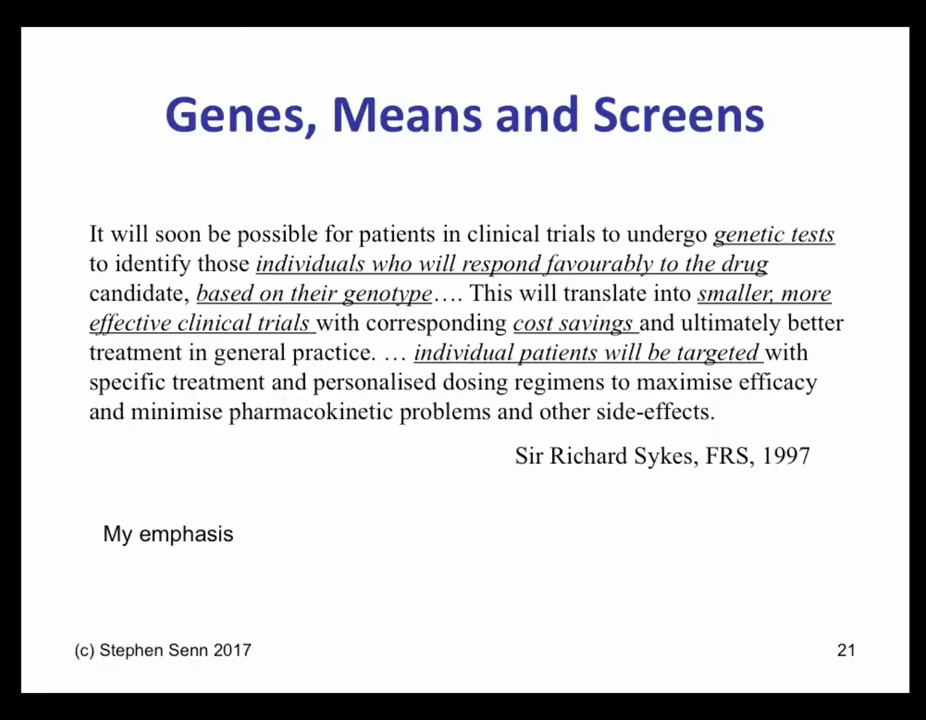 Genes, Means and Screens
It will soon be possible for patients in clinical trials to undergo genetic tests
to identify those individuals who will respond favourably to the drug
candidate, based on their genotype…. This will translate into smaller, more
effective clinical trials with corresponding cost savings and ultimately better
treatment in general practice. … individual patients will be targeted with
specific treatment and personalised dosing regimens to maximise efficacy
and minimise pharmacokinetic problems and other side-effects.
Sir Richard Sykes, FRS, 1997
My emphasis
(c) Stephen Senn 2017
21